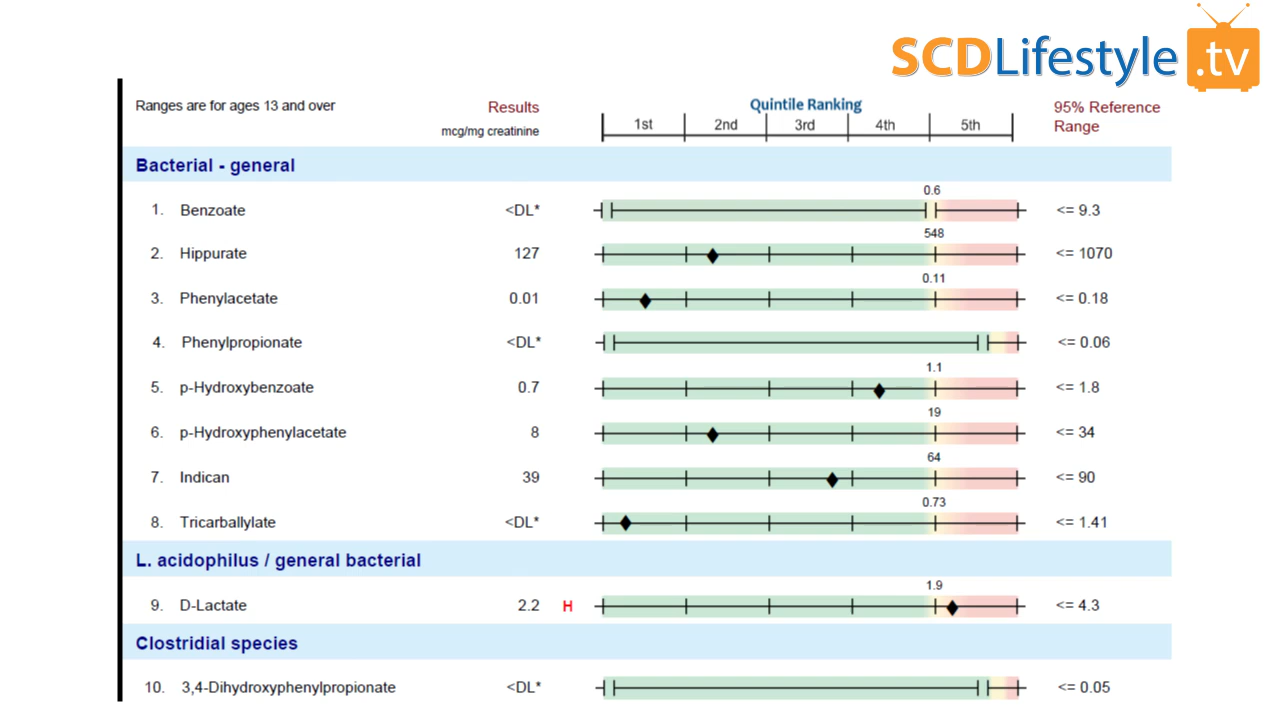 SCDLifestyle .tv
Ranges are for ages 13 and over Results Quintile Ranking 95% Reference Range
mcg/mg creatinine 1st 2nd 3rd 4th 5th
Bacterial - general
0.6
1. Benzoate <DL* <= 9.3
548
2. Hippurate 127 <= 1070
0.11
3. Phenylacetate 0.01 <= 0.18
4. Phenylpropionate <DL* <= 0.06
1.1
5. p-Hydroxybenzoate 0.7 <= 1.8
19
6. p-Hydroxyphenylacetate 8 <= 34
64
7. Indican 39 <= 90
0.73
8. Tricarballylate <DL* <= 1.41
L. acidophilus / general bacterial
1.9
9. D-Lactate 2.2 H <= 4.3
Clostridial species
10. 3,4-Dihydroxyphenylpropionate <DL* <= 0.05